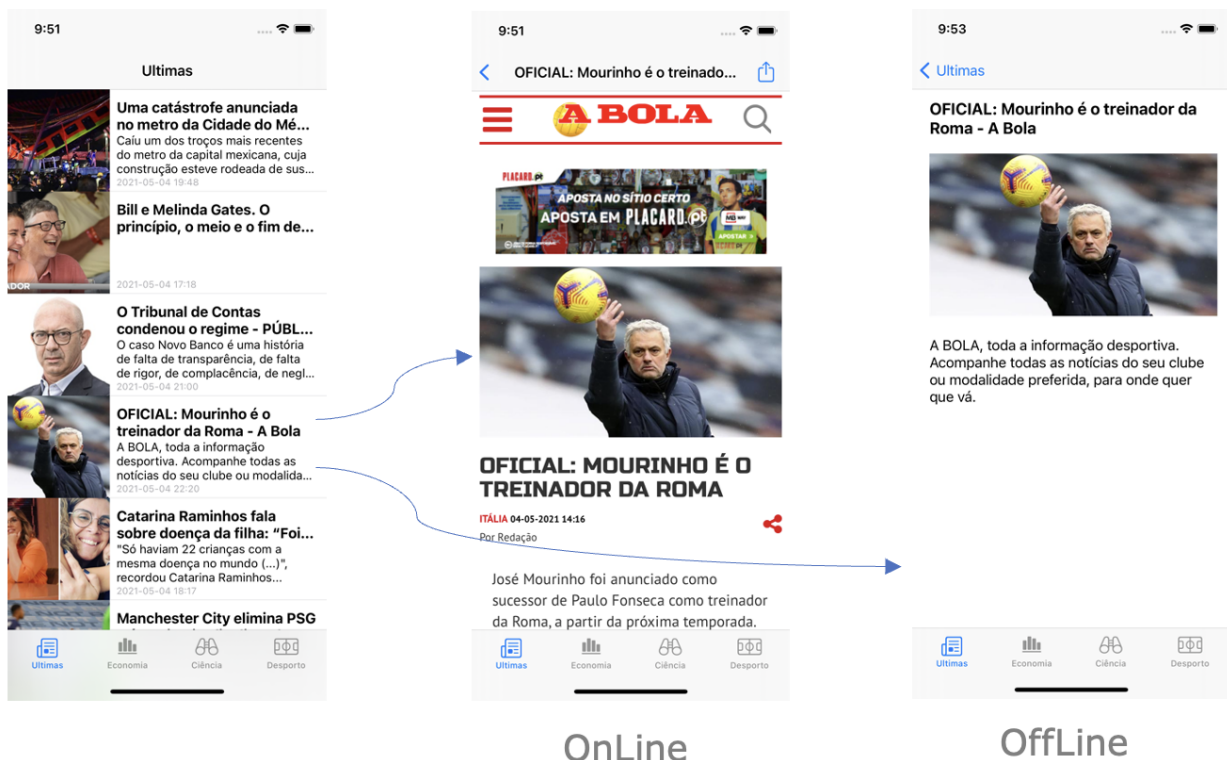 9:51
Ultimas
Uma catástrofe anunciada
no metro da Cidade do Mé...
Caíu um dos troços mais recentes
do metro da capital mexicana, cuja
construção esteve rodeada de sus...
2021-05-04 19:48
Bill e Melinda Gates. O
princípio, o meio e o fim de...
ADOR
2021-05-04 17:18
O Tribunal de Contas
condenou o regime - PÚBL...
O caso Novo Banco é uma história
de falta de transparência, de falta
de rigor, de complacência, de negl...
2021-05-04 21:00
OFICIAL: Mourinho é o
treinador da Roma - A Bola
A BOLA, toda a informação
desportiva. Acompanhe todas as
notícias do seu clube ou modalida...
2021-05-04 22:20
Catarina Raminhos fala
sobre doença da filha: “Foi...
"Só haviam 22 crianças com a
mesma doença no mundo (...)",
recordou Catarina Raminhos...
2021-05-04 18:17
Manchester City elimina PSG
Ultimas Economia Ciência Desporto
9:51
OFICIAL: Mourinho é o treinado...
A BOLA
PLACARD.pt
APOSTA NO SÍTIO CERTO
APOSTA EM PLACARD.pt
APOSTAR >
OFICIAL: MOURINHO É O
TREINADOR DA ROMA
ITÁLIA 04-05-2021 14:16
Por Redação
José Mourinho foi anunciado como
sucessor de Paulo Fonseca como treinador
da Roma, a partir da próxima temporada.
Ultimas Economia Ciência Desporto
OnLine
9:53
Ultimas
OFICIAL: Mourinho é o treinador da
Roma - A Bola
A BOLA, toda a informação desportiva.
Acompanhe todas as notícias do seu clube
ou modalidade preferida, para onde quer
que vá.
Ultimas Economia Ciência Desporto
OffLine